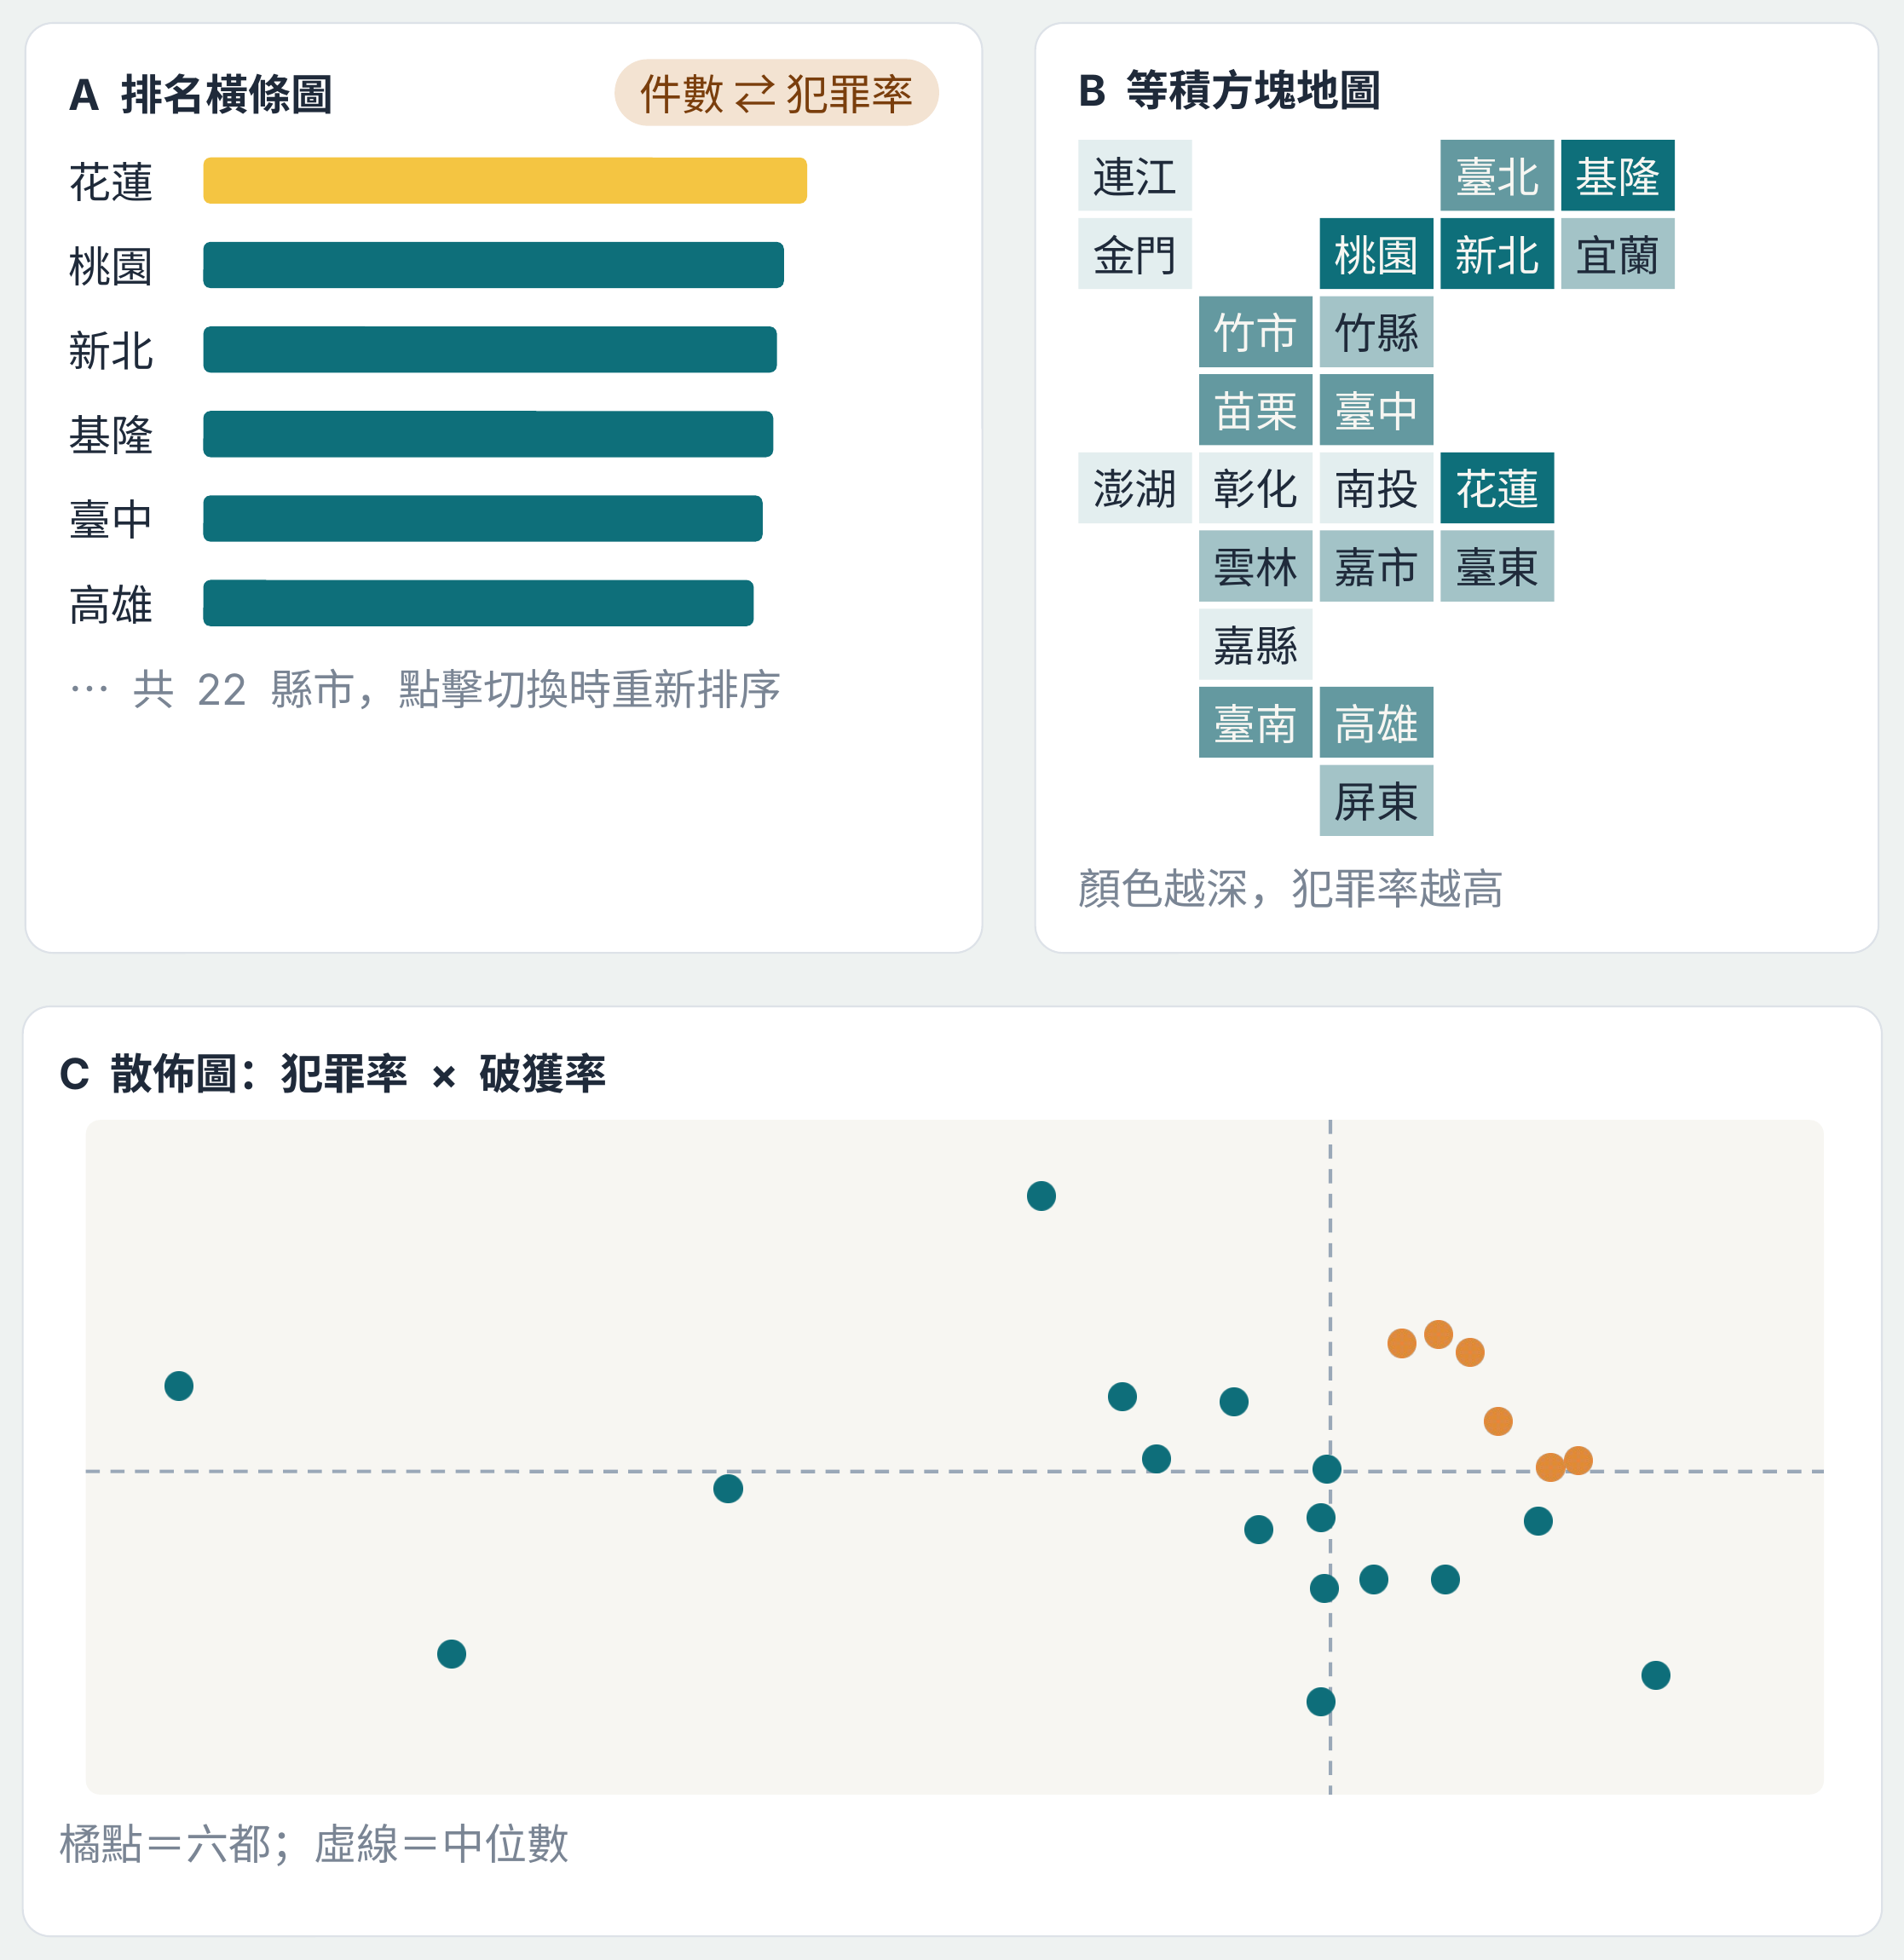 A 排名橫條圖
件數 ⇄ 犯罪率
花蓮
桃園
新北
基隆
臺中
高雄
… 共 22 縣市，點擊切換時重新排序
B 等積方塊地圖
連江 臺北 基隆
金門 桃園 新北 宜蘭
竹市 竹縣
苗栗 臺中
澎湖 彰化 南投 花蓮
雲林 嘉市 臺東
嘉縣
臺南 高雄
屏東
顏色越深，犯罪率越高
C 散佈圖：犯罪率 × 破獲率
橘點＝六都；虛線＝中位數